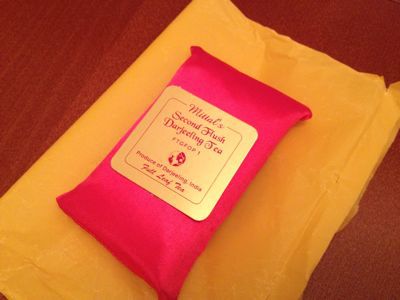 Mittal's
Second Flush
Darjeeling Tea
FTGFOP 1
Produce of Darjeeling, India
Full Leaf Tea